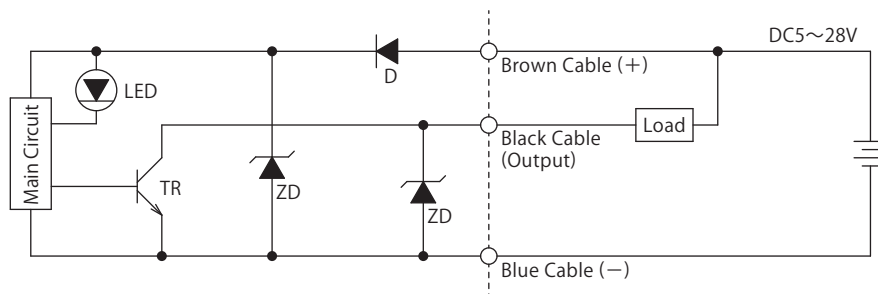 DC5～28V
Brown Cable (＋)
D
LED
Main Circuit
Black Cable
(Output)
Load
TR
ZD
ZD
Blue Cable (－)